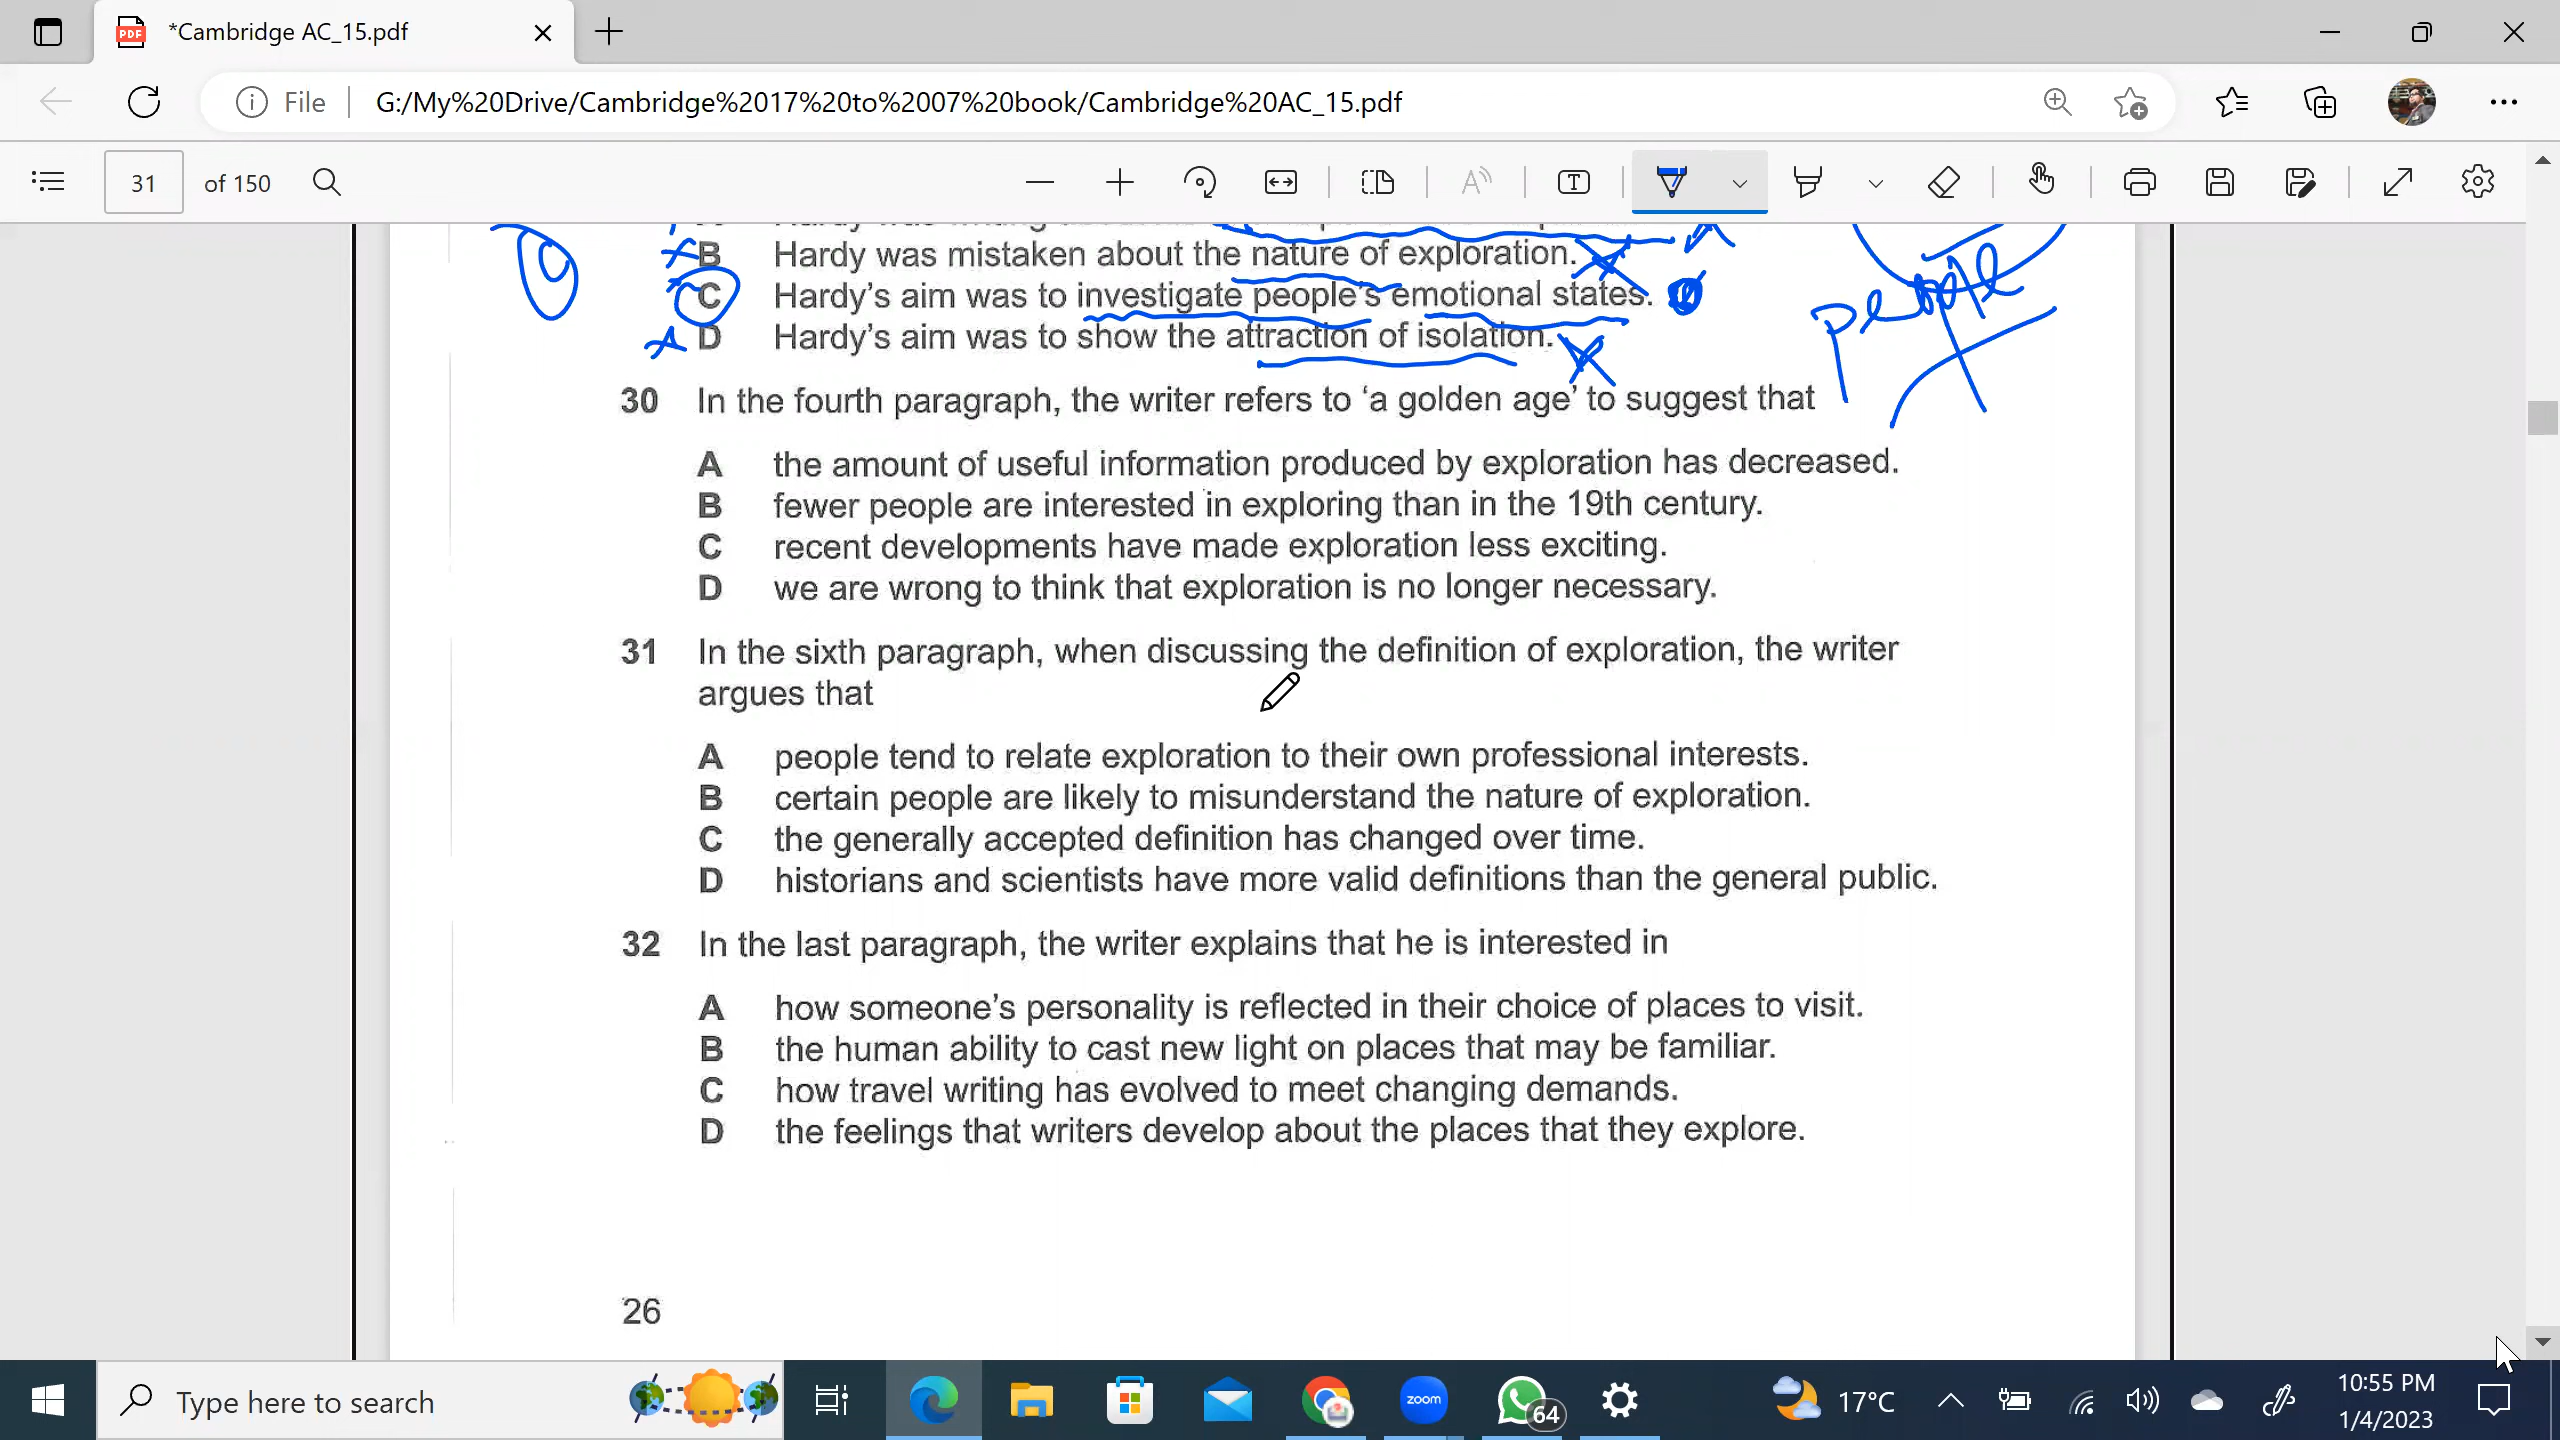 *Cambridge AC_15.pdf
File
G:/My%20Drive/Cambridge%2017%20to%2007%20book/Cambridge%20AC_15.pdf
31 of 150
B Hardy was mistaken about the nature of exploration.
C Hardy's aim was to investigate people's emotional states.
D Hardy's aim was to show the attraction of isolation.
people
30 In the fourth paragraph, the writer refers to ‘a golden age’ to suggest that
A the amount of useful information produced by exploration has decreased.
B fewer people are interested in exploring than in the 19th century.
C recent developments have made exploration less exciting.
D we are wrong to think that exploration is no longer necessary.
31 In the sixth paragraph, when discussing the definition of exploration, the writer
argues that
A people tend to relate exploration to their own professional interests.
B certain people are likely to misunderstand the nature of exploration.
C the generally accepted definition has changed over time.
D historians and scientists have more valid definitions than the general public.
32 In the last paragraph, the writer explains that he is interested in
A how someone’s personality is reflected in their choice of places to visit.
B the human ability to cast new light on places that may be familiar.
C how travel writing has evolved to meet changing demands.
D the feelings that writers develop about the places that they explore.
26
Type here to search
zoom
64
17°C
10:55 PM
1/4/2023